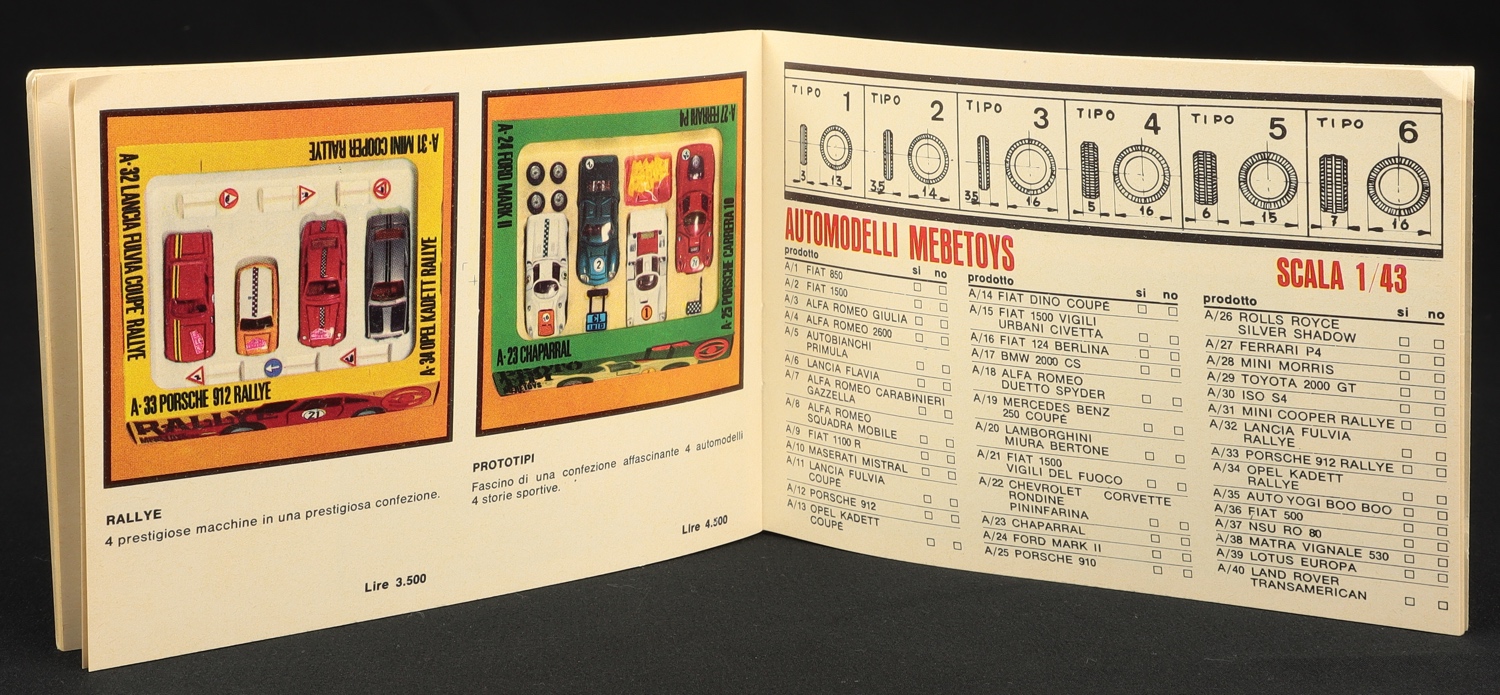 A-31 MINI COOPER RALLYE
A-32 LANCIA FULVIA COUPE RALLYE
A-34 OPEL KADETT RALLYE
A-33 PORSCHE 912 RALLYE
RALLYE
21
RALLYE
4 prestigiose macchine in una prestigiosa confezione.
Lire 3.500
A-27 FERRARI P4
A-24 FORD MARK II
A-25 PORSCHE CARRERA 10
A-23 CHAPARRAL
2
1
PROTOTIPI
Fascino di una confezione affascinante 4 automodelli
4 storie sportive.
Lire 4.500
TIPO 1
3 13
TIPO 2
35 14
TIPO 3
35 16
TIPO 4
5 16
TIPO 5
6 15
TIPO 6
7 16
AUTOMODELLI MEBETOYS
SCALA 1/43
prodotto si no
A/1 FIAT 850
A/2 FIAT 1500
A/3 ALFA ROMEO GIULIA
A/4 ALFA ROMEO 2600
A/5 AUTOBIANCHI
PRIMULA
A/6 LANCIA FLAVIA
A/7 ALFA ROMEO CARABINIERI
GAZZELLA
A/8 ALFA ROMEO
SQUADRA MOBILE
A/9 FIAT 1100 R
A/10 MASERATI MISTRAL
A/11 LANCIA FULVIA
COUPÉ
A/12 PORSCHE 912
A/13 OPEL KADETT
COUPÉ
prodotto si no
A/14 FIAT DINO COUPÉ
A/15 FIAT 1500 VIGILI
URBANI CIVETTA
A/16 FIAT 124 BERLINA
A/17 BMW 2000 CS
A/18 ALFA ROMEO
DUETTO SPYDER
A/19 MERCEDES BENZ
250 COUPÉ
A/20 LAMBORGHINI
MIURA BERTONE
A/21 FIAT 1500
VIGILI DEL FUOCO
A/22 CHEVROLET CORVETTE
RONDINE
PININFARINA
A/23 CHAPARRAL
A/24 FORD MARK II
A/25 PORSCHE 910
prodotto si no
A/26 ROLLS ROYCE
SILVER SHADOW
A/27 FERRARI P4
A/28 MINI MORRIS
A/29 TOYOTA 2000 GT
A/30 ISO S4
A/31 MINI COOPER RALLYE
A/32 LANCIA FULVIA
RALLYE
A/33 PORSCHE 912 RALLYE
A/34 OPEL KADETT
RALLYE
A/35 AUTO YOGI BOO BOO
A/36 FIAT 500
A/37 NSU RO 80
A/38 MATRA VIGNALE 530
A/39 LOTUS EUROPA
A/40 LAND ROVER
TRANSAMERICAN